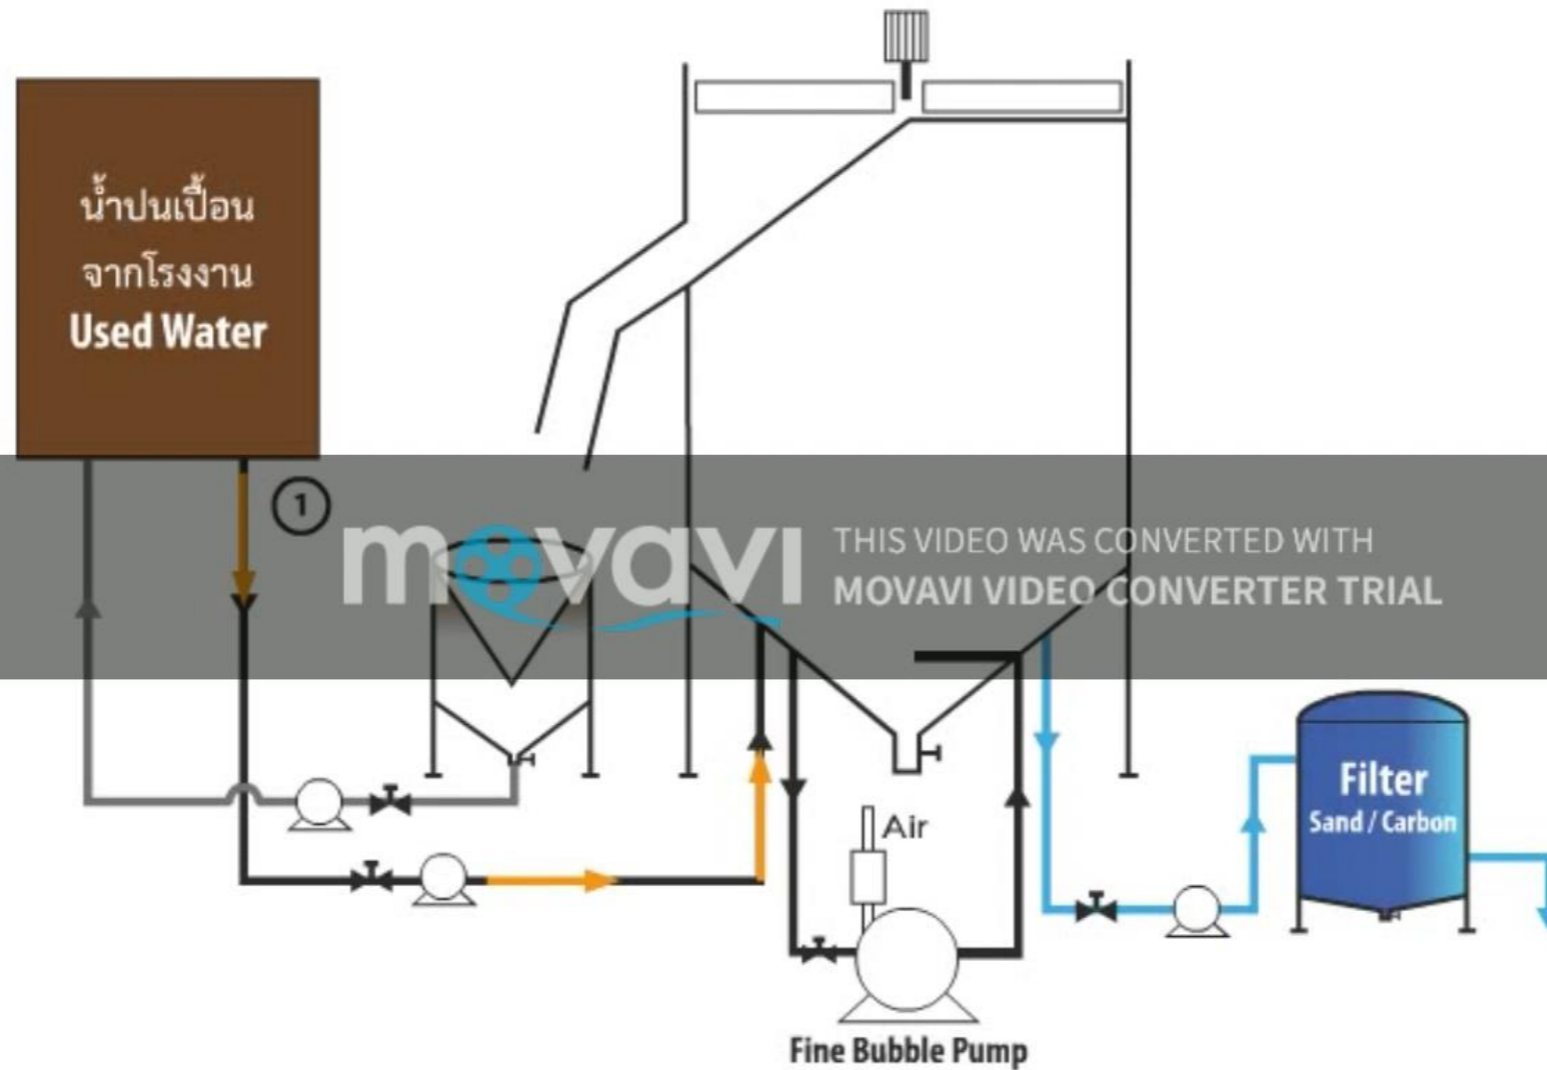 น้ำปนเปื้อน
จากโรงงาน
Used Water
1
movavi
THIS VIDEO WAS CONVERTED WITH
MOVAVI VIDEO CONVERTER TRIAL
Filter
Sand / Carbon
Air
Fine Bubble Pump